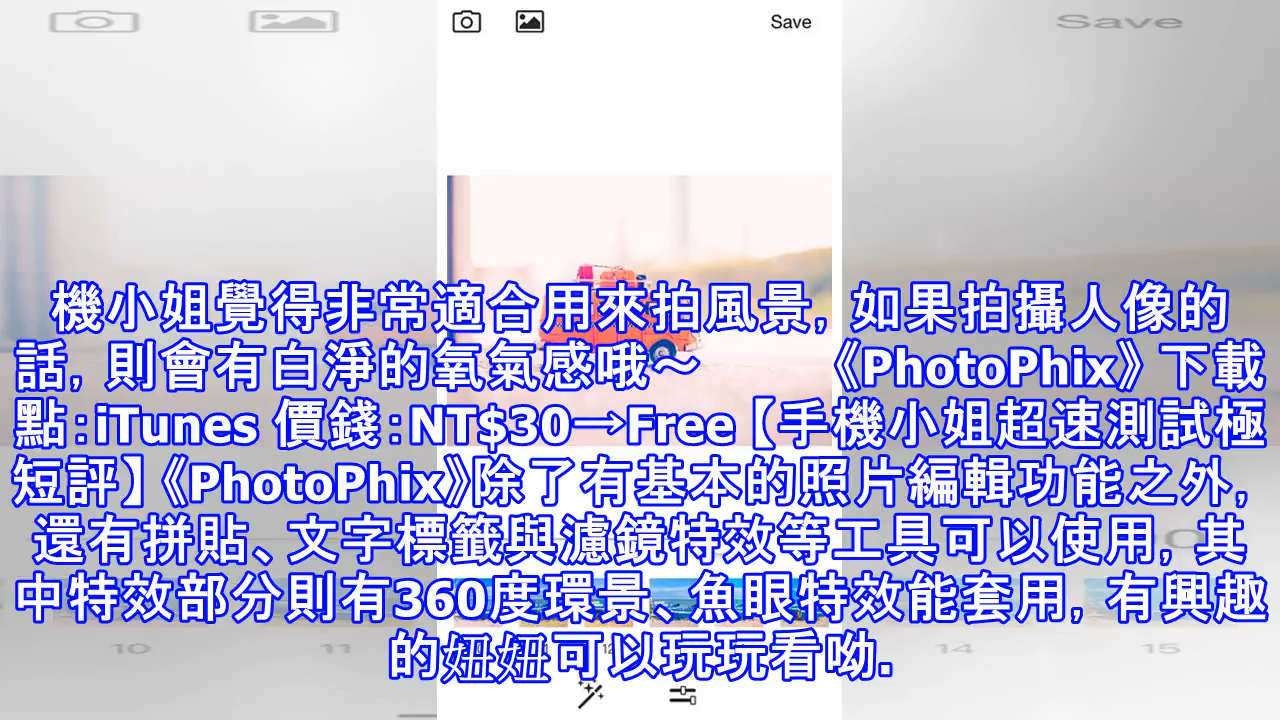 Save
Save
機小姐覺得非常適合用來拍風景, 如果拍攝人像的
話, 則會有白淨的氧氣感哦～ 《PhotoPhix》下載
點:iTunes 價錢:NT$30→Free【手機小姐超速測試極
短評】《PhotoPhix》除了有基本的照片編輯功能之外,
還有拼貼、文字標籤與濾鏡特效等工具可以使用, 其
中特效部分則有360度環景、魚眼特效能套用, 有興趣
的妞妞可以玩玩看呦.
10 11 14 15